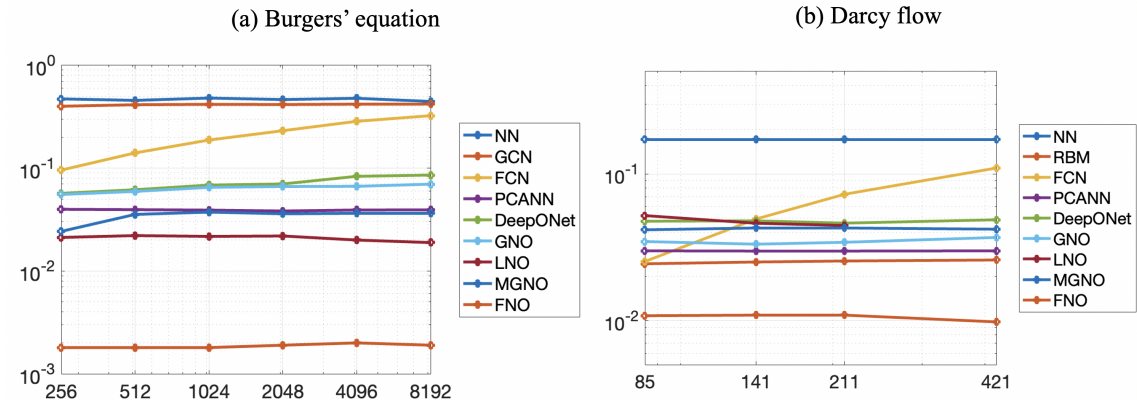 (a) Burgers’ equation
10^0
10^-1
10^-2
10^-3
256 512 1024 2048 4096 8192
NN
GCN
FCN
PCANN
DeepONet
GNO
LNO
MGNO
FNO
(b) Darcy flow
10^-1
10^-2
85 141 211 421
NN
RBM
FCN
PCANN
DeepONet
GNO
LNO
MGNO
FNO